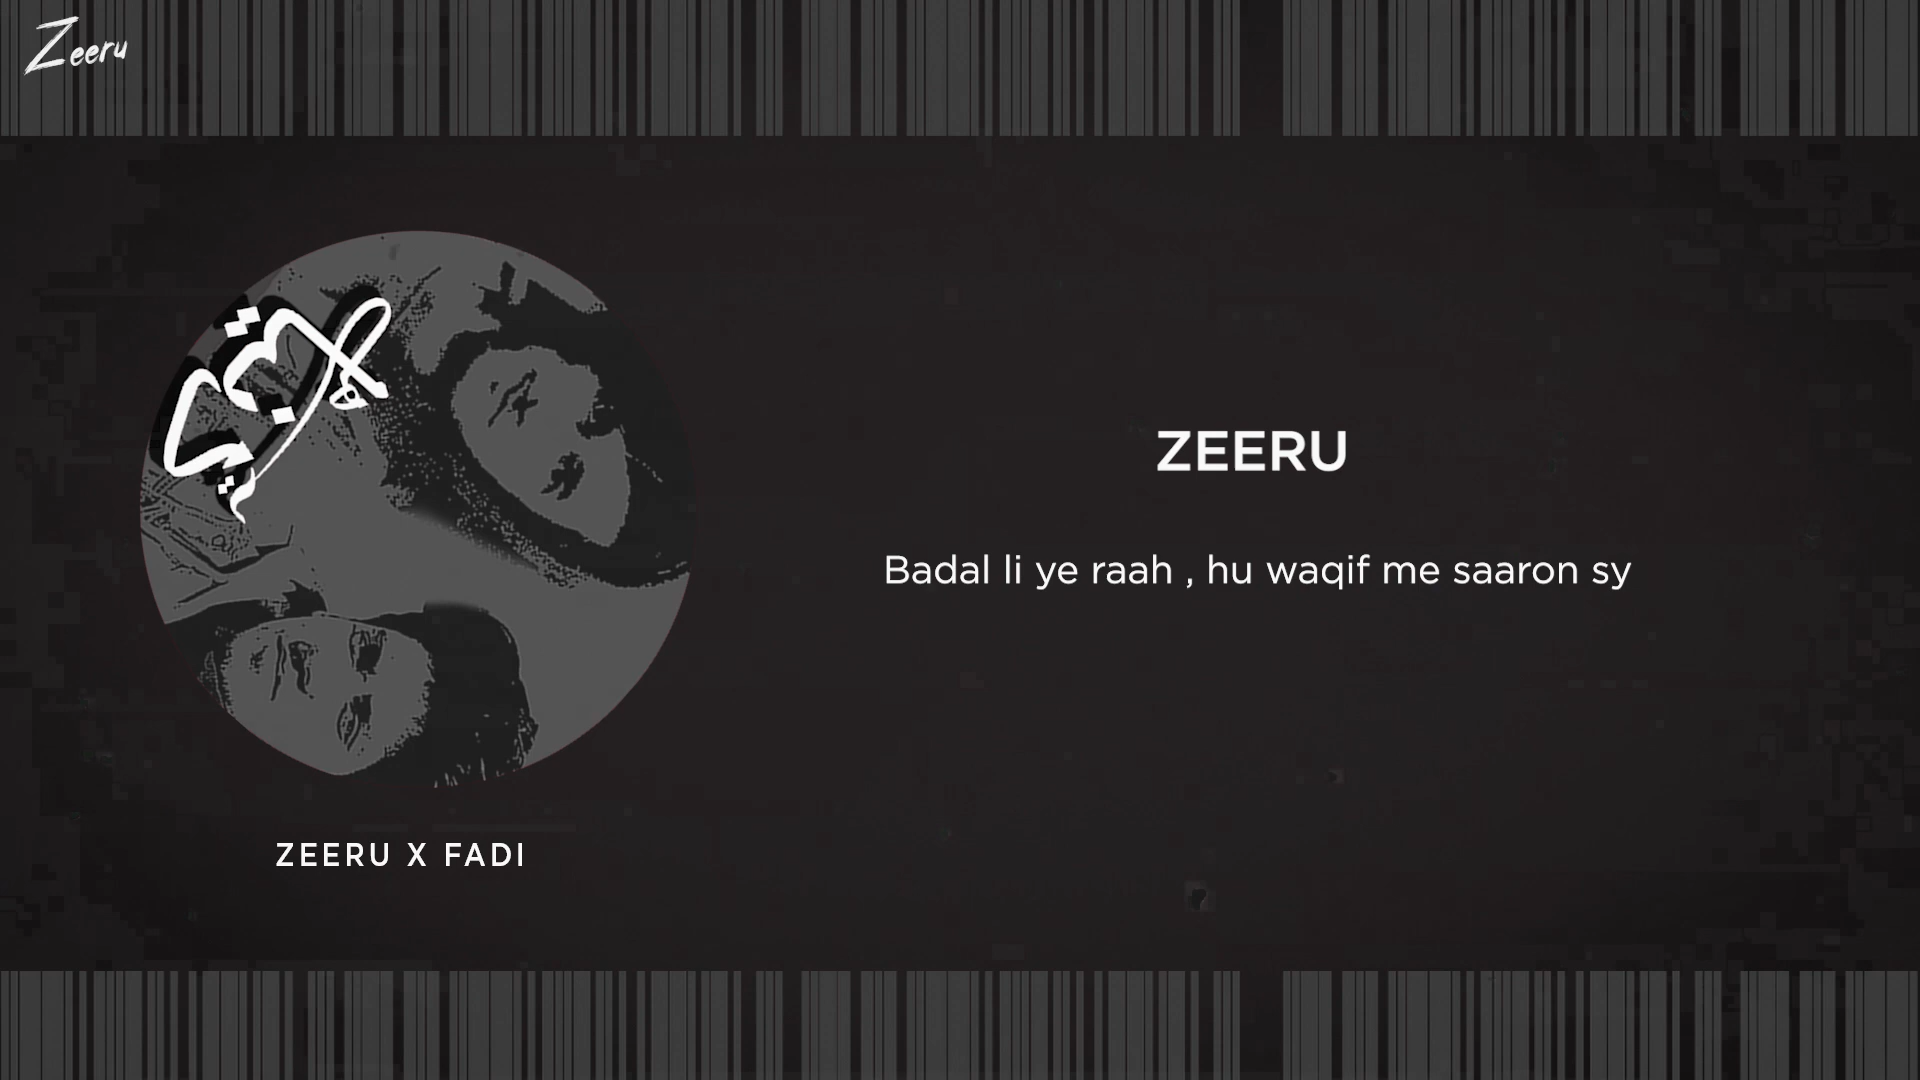 Zeeru
ZEERU
Badal li ye raah , hu waqif me saaron sy
ZEERU X FADI